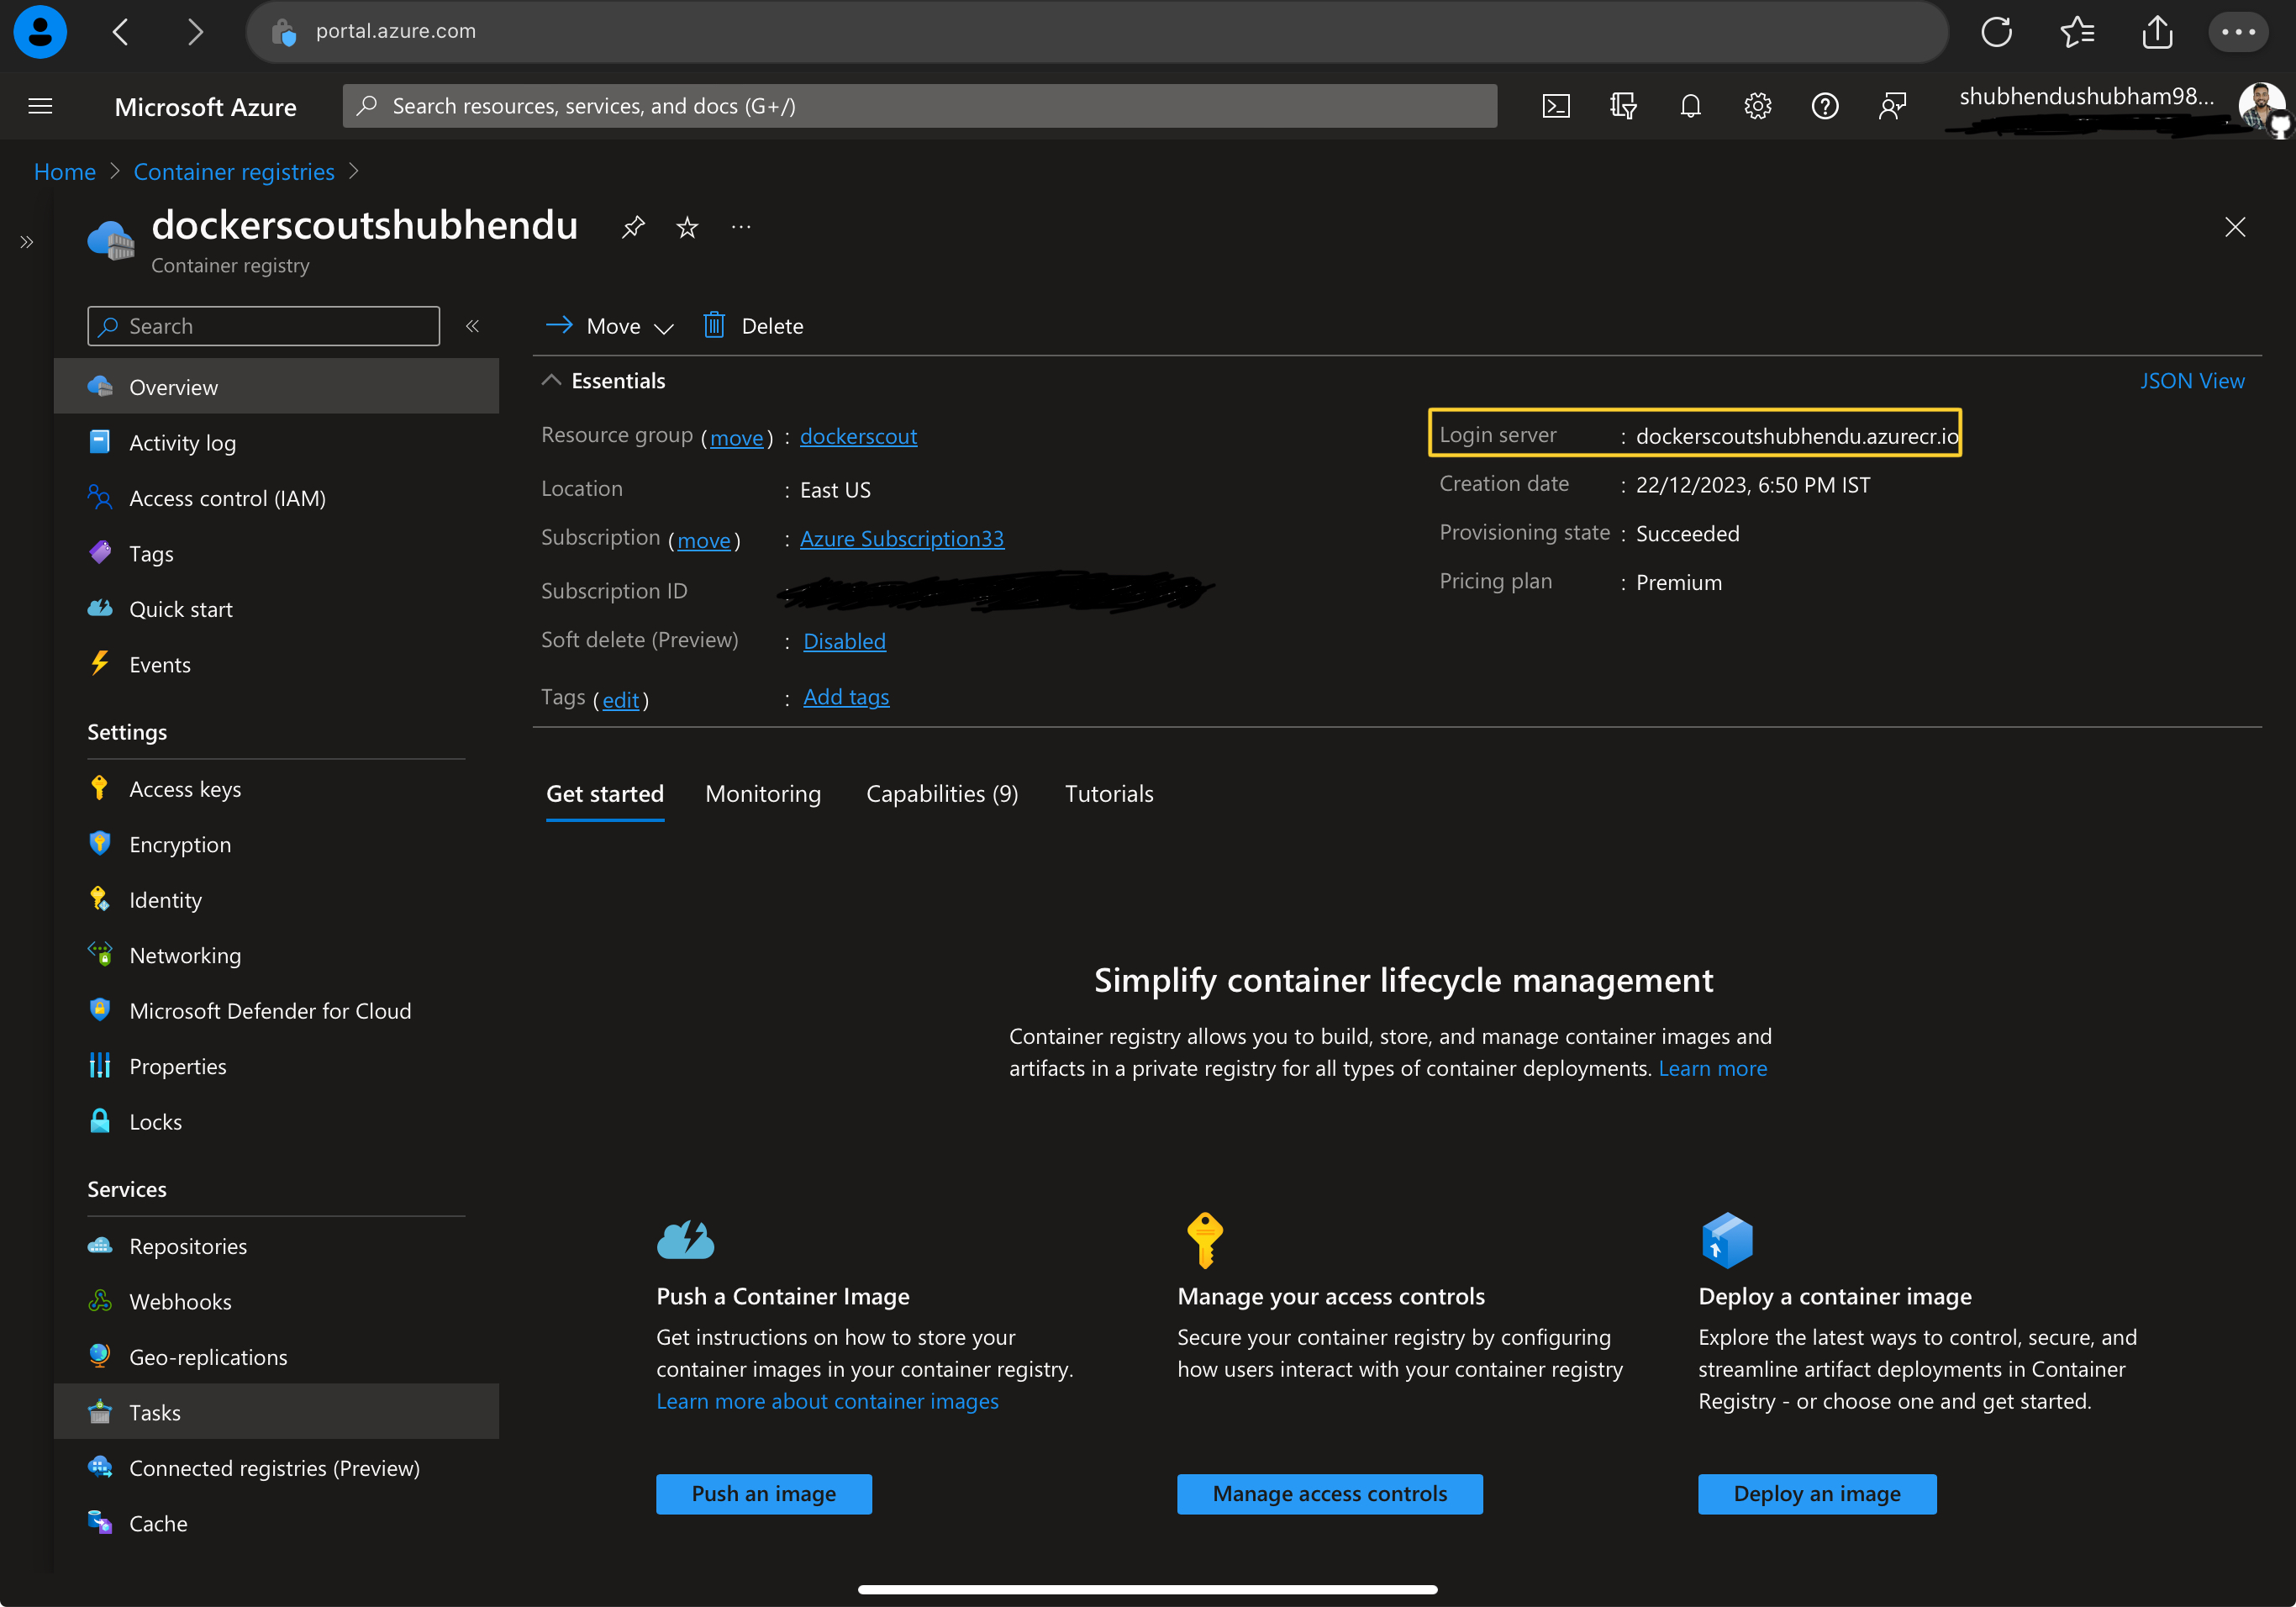 portal.azure.com
Microsoft Azure
Search resources, services, and docs (G+/)
shubhendushubham98...
Home > Container registries >
dockerscoutshubhendu
Container registry
Search
Overview
Activity log
Access control (IAM)
Tags
Quick start
Events
Settings
Access keys
Encryption
Identity
Networking
Microsoft Defender for Cloud
Properties
Locks
Services
Repositories
Webhooks
Geo-replications
Tasks
Connected registries (Preview)
Cache
Move Delete
Essentials
JSON View
Resource group (move) : dockerscout
Location : East US
Subscription (move) : Azure Subscription33
Subscription ID
Soft delete (Preview) : Disabled
Tags (edit) : Add tags
Login server : dockerscoutshubhendu.azurecr.io
Creation date : 22/12/2023, 6:50 PM IST
Provisioning state : Succeeded
Pricing plan : Premium
Get started Monitoring Capabilities (9) Tutorials
Simplify container lifecycle management
Container registry allows you to build, store, and manage container images and
artifacts in a private registry for all types of container deployments. Learn more
Push a Container Image
Get instructions on how to store your
container images in your container registry.
Learn more about container images
Push an image
Manage your access controls
Secure your container registry by configuring
how users interact with your container registry
Manage access controls
Deploy a container image
Explore the latest ways to control, secure, and
streamline artifact deployments in Container
Registry - or choose one and get started.
Deploy an image